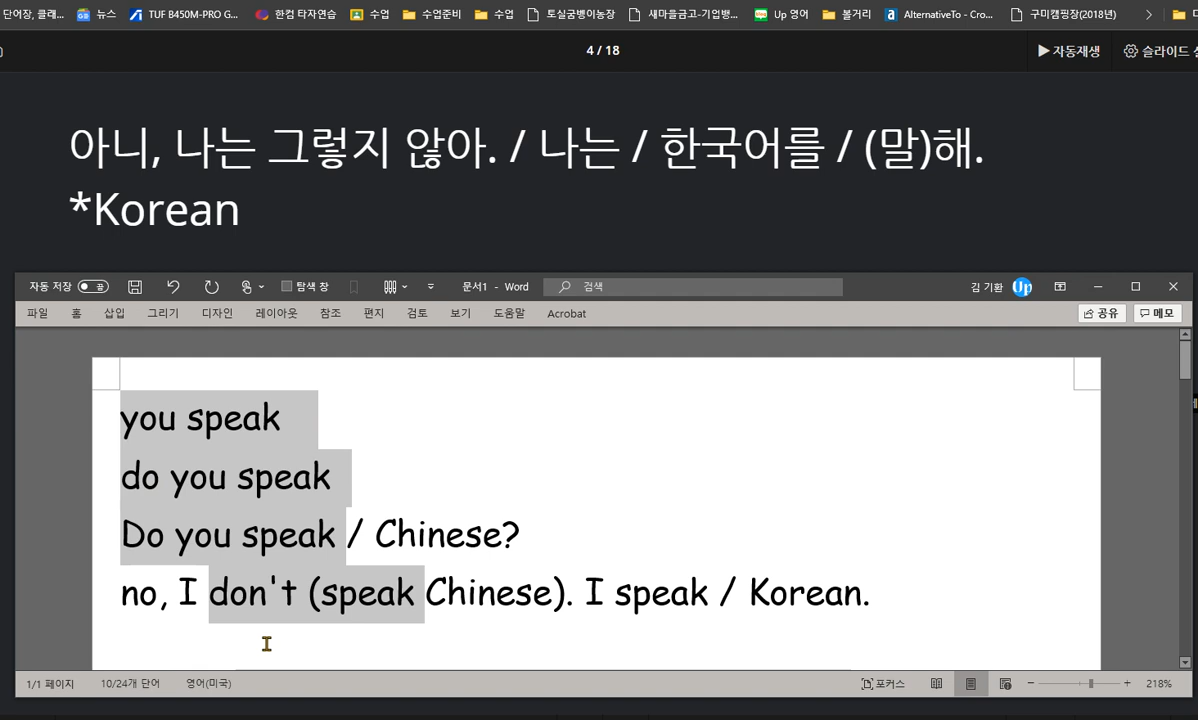 단어장, 클래... 뉴스 TUF B450M-PRO G... 한컴 타자연습 수업 수업준비 수업 토실굼벵이농장 새마을금고-기업뱅... Up 영어 볼거리 AlternativeTo - Cro... 구미캠핑장(2018년)
4 / 18 자동재생 슬라이드
아니, 나는 그렇지 않아. / 나는 / 한국어를 / (말)해.
*Korean
자동 저장 끔 탐색 창 문서1 - Word 검색 김 기환 Up
파일 홈 삽입 그리기 디자인 레이아웃 참조 편지 검토 보기 도움말 Acrobat 공유 메모
you speak
do you speak
Do you speak / Chinese?
no, I don't (speak Chinese). I speak / Korean.
1/1 페이지 10/24개 단어 영어(미국) 포커스 218%